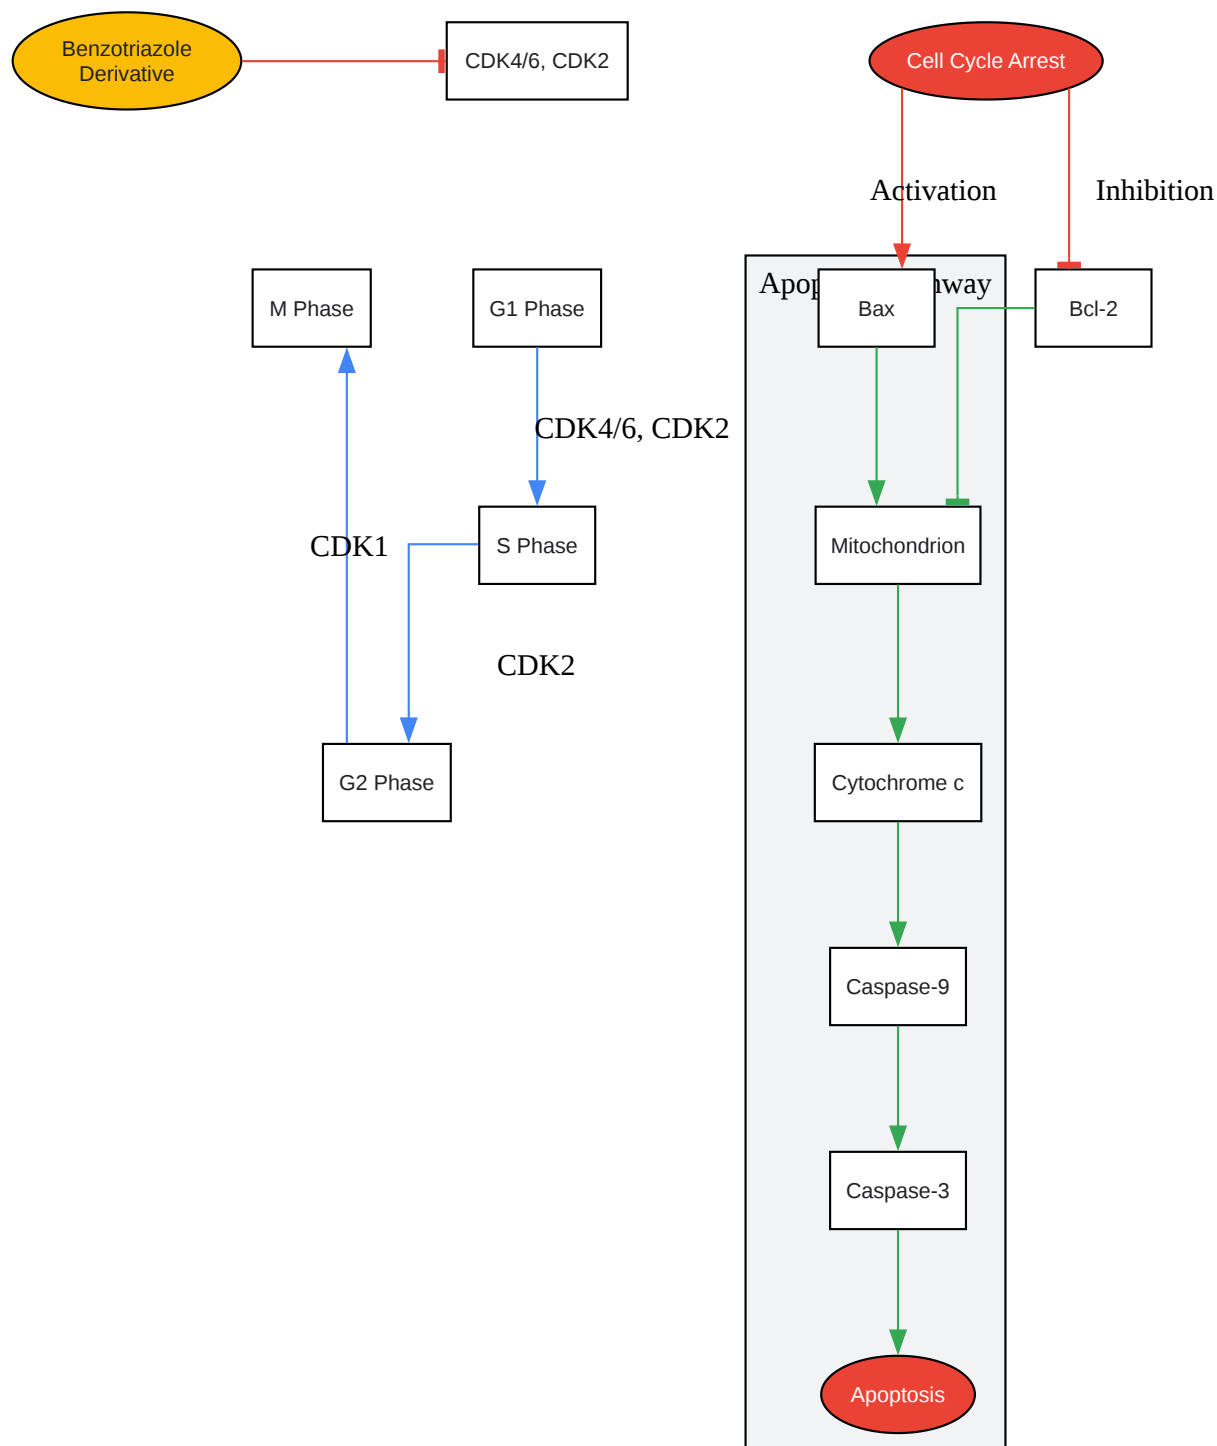 Benzotriazole
Derivative
CDK4/6, CDK2
Cell Cycle Arrest
Activation
Inhibition
M Phase
G1 Phase
Bax
Bcl-2
CDK4/6, CDK2
CDK1
S Phase
Mitochondrion
CDK2
G2 Phase
Cytochrome c
Caspase-9
Caspase-3
Apoptosis